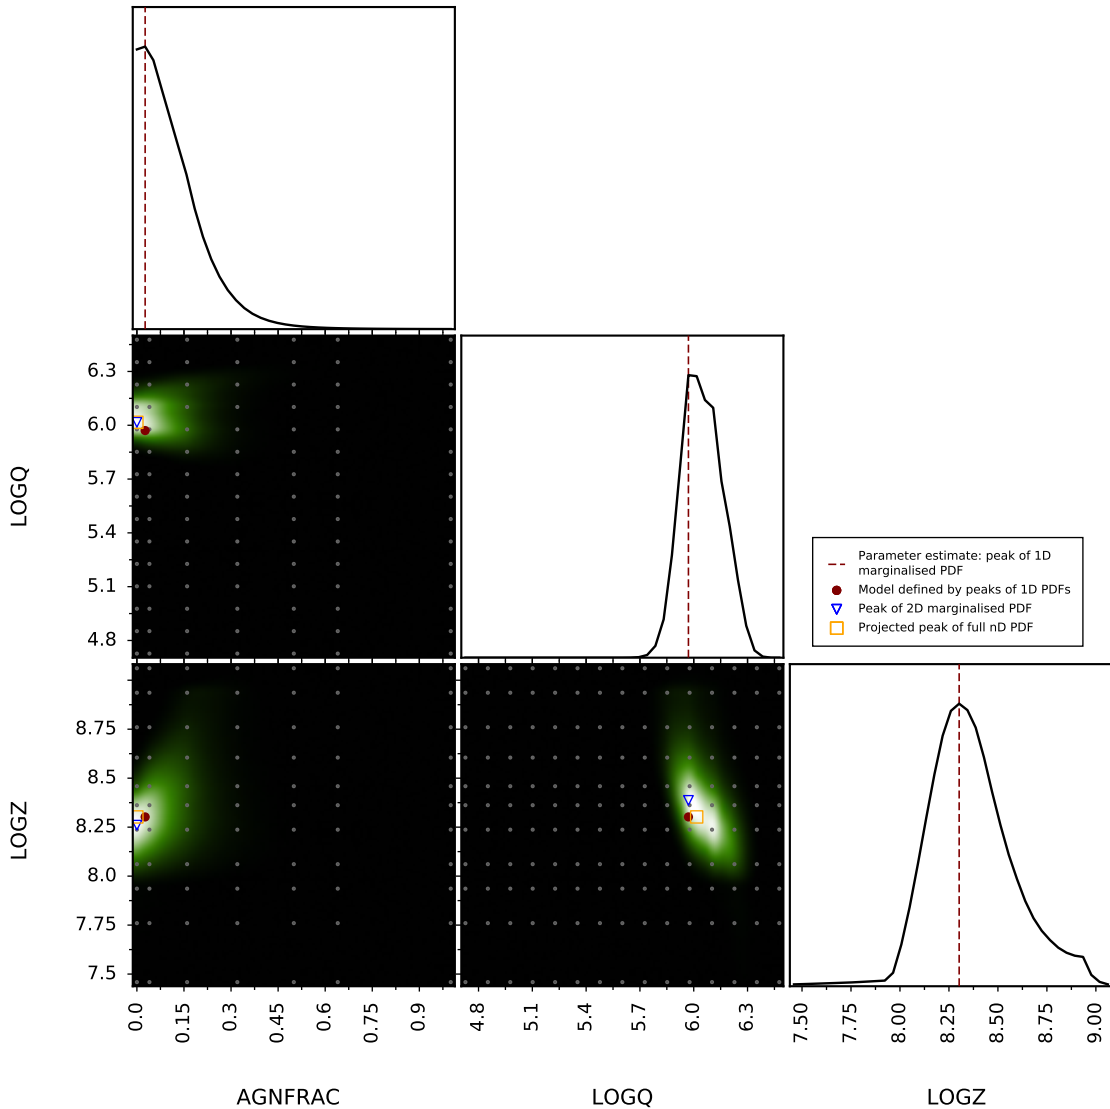 6.3
6.0
5.7
5.4
5.1
4.8
LOGQ
Parameter estimate: peak of 1D
marginalised PDF
Model defined by peaks of 1D PDFs
Peak of 2D marginalised PDF
Projected peak of full nD PDF
8.75
8.5
8.25
8.0
7.75
7.5
LOGZ
0.0 0.15 0.3 0.45 0.6 0.75 0.9
4.8 5.1 5.4 5.7 6.0 6.3
7.50 7.75 8.00 8.25 8.50 8.75 9.00
AGNFRAC LOGQ LOGZ